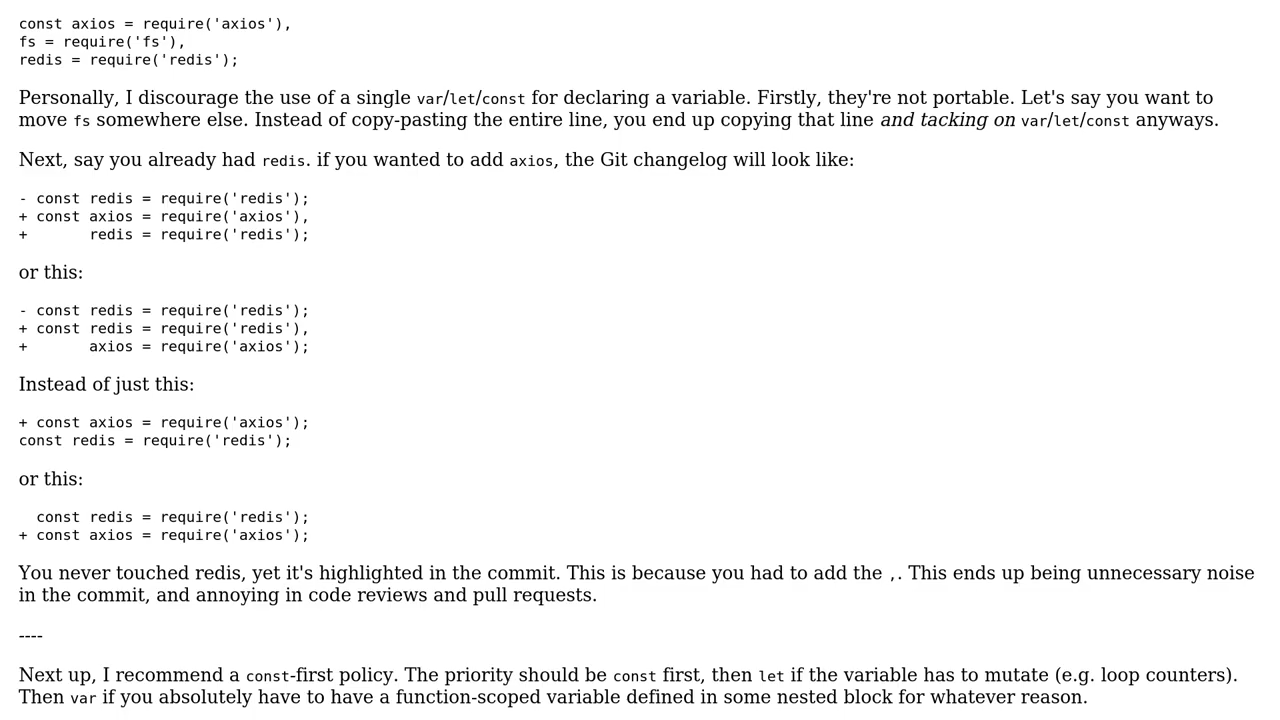 const axios = require('axios'),
fs = require('fs'),
redis = require('redis');
Personally, I discourage the use of a single var/let/const for declaring a variable. Firstly, they're not portable. Let's say you want to
move fs somewhere else. Instead of copy-pasting the entire line, you end up copying that line and tacking on var/let/const anyways.
Next, say you already had redis. if you wanted to add axios, the Git changelog will look like:
- const redis = require('redis');
+ const axios = require('axios'),
+       redis = require('redis');
or this:
- const redis = require('redis');
+ const redis = require('redis'),
+       axios = require('axios');
Instead of just this:
+ const axios = require('axios');
const redis = require('redis');
or this:
  const redis = require('redis');
+ const axios = require('axios');
You never touched redis, yet it's highlighted in the commit. This is because you had to add the ,. This ends up being unnecessary noise
in the commit, and annoying in code reviews and pull requests.
----
Next up, I recommend a const-first policy. The priority should be const first, then let if the variable has to mutate (e.g. loop counters).
Then var if you absolutely have to have a function-scoped variable defined in some nested block for whatever reason.